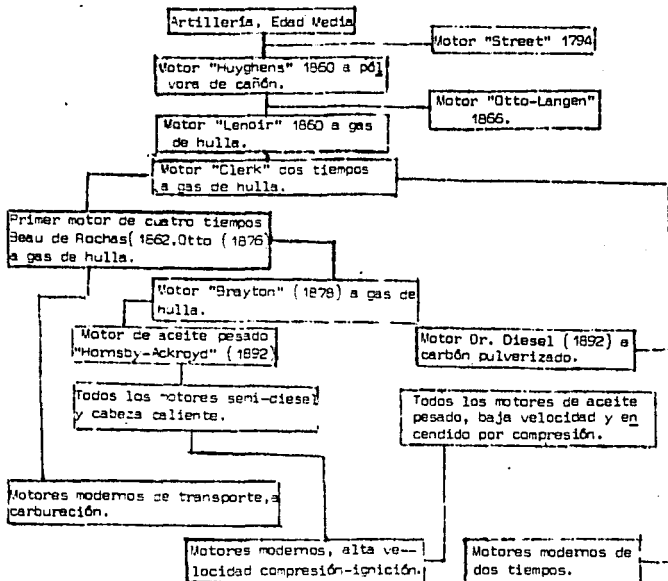 Artillería, Edad Media
Motor "Street" 1794
Motor "Huyghens" 1860 a pól
vora de cañón.
Motor "Otto-Langen"
1866.
Motor "Lenoir" 1860 a gas
de hulla.
Motor "Clerk" dos tiempos
a gas de hulla.
Primer motor de cuatro tiempos
Beau de Rochas( 1862.Otto ( 1876)
a gas de hulla.
Motor "Brayton" ( 1878) a gas de
hulla.
Motor de aceite pesado
"Hornsby-Ackroyd" ( 1892)
Motor Dr. Diesel ( 1892) a
carbón pulverizado.
Todos los motores semi-diesel
y cabeza caliente.
Todos los motores de aceite
pesado, baja velocidad y en
cendido por compresión.
Motores modernos de transporte,a
carburación.
Motores modernos, alta ve--
locidad compresión-ignición.
Motores modernos de
dos tiempos.